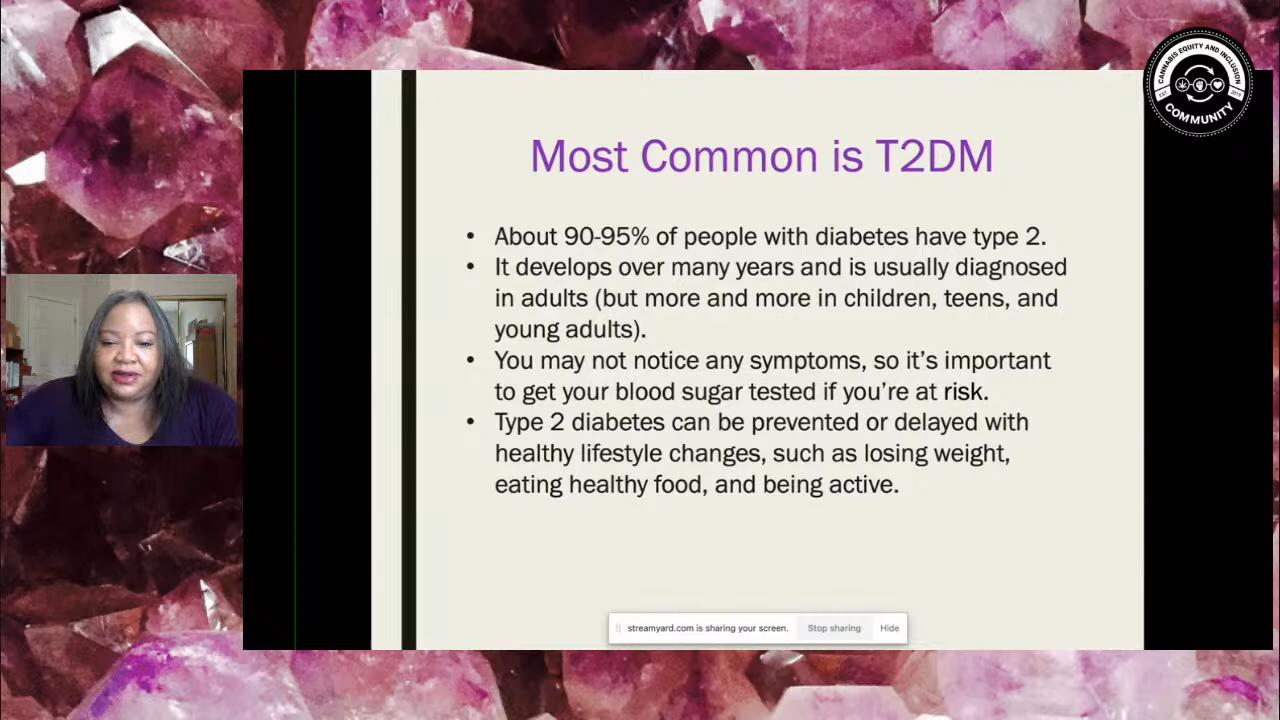 CANNABIS EQUITY AND INCLUSION
EST.
COMMUNITY
Most Common is T2DM
• About 90-95% of people with diabetes have type 2.
• It develops over many years and is usually diagnosed
in adults (but more and more in children, teens, and
young adults).
• You may not notice any symptoms, so it’s important
to get your blood sugar tested if you’re at risk.
• Type 2 diabetes can be prevented or delayed with
healthy lifestyle changes, such as losing weight,
eating healthy food, and being active.
streamyard.com is sharing your screen. Stop sharing Hide